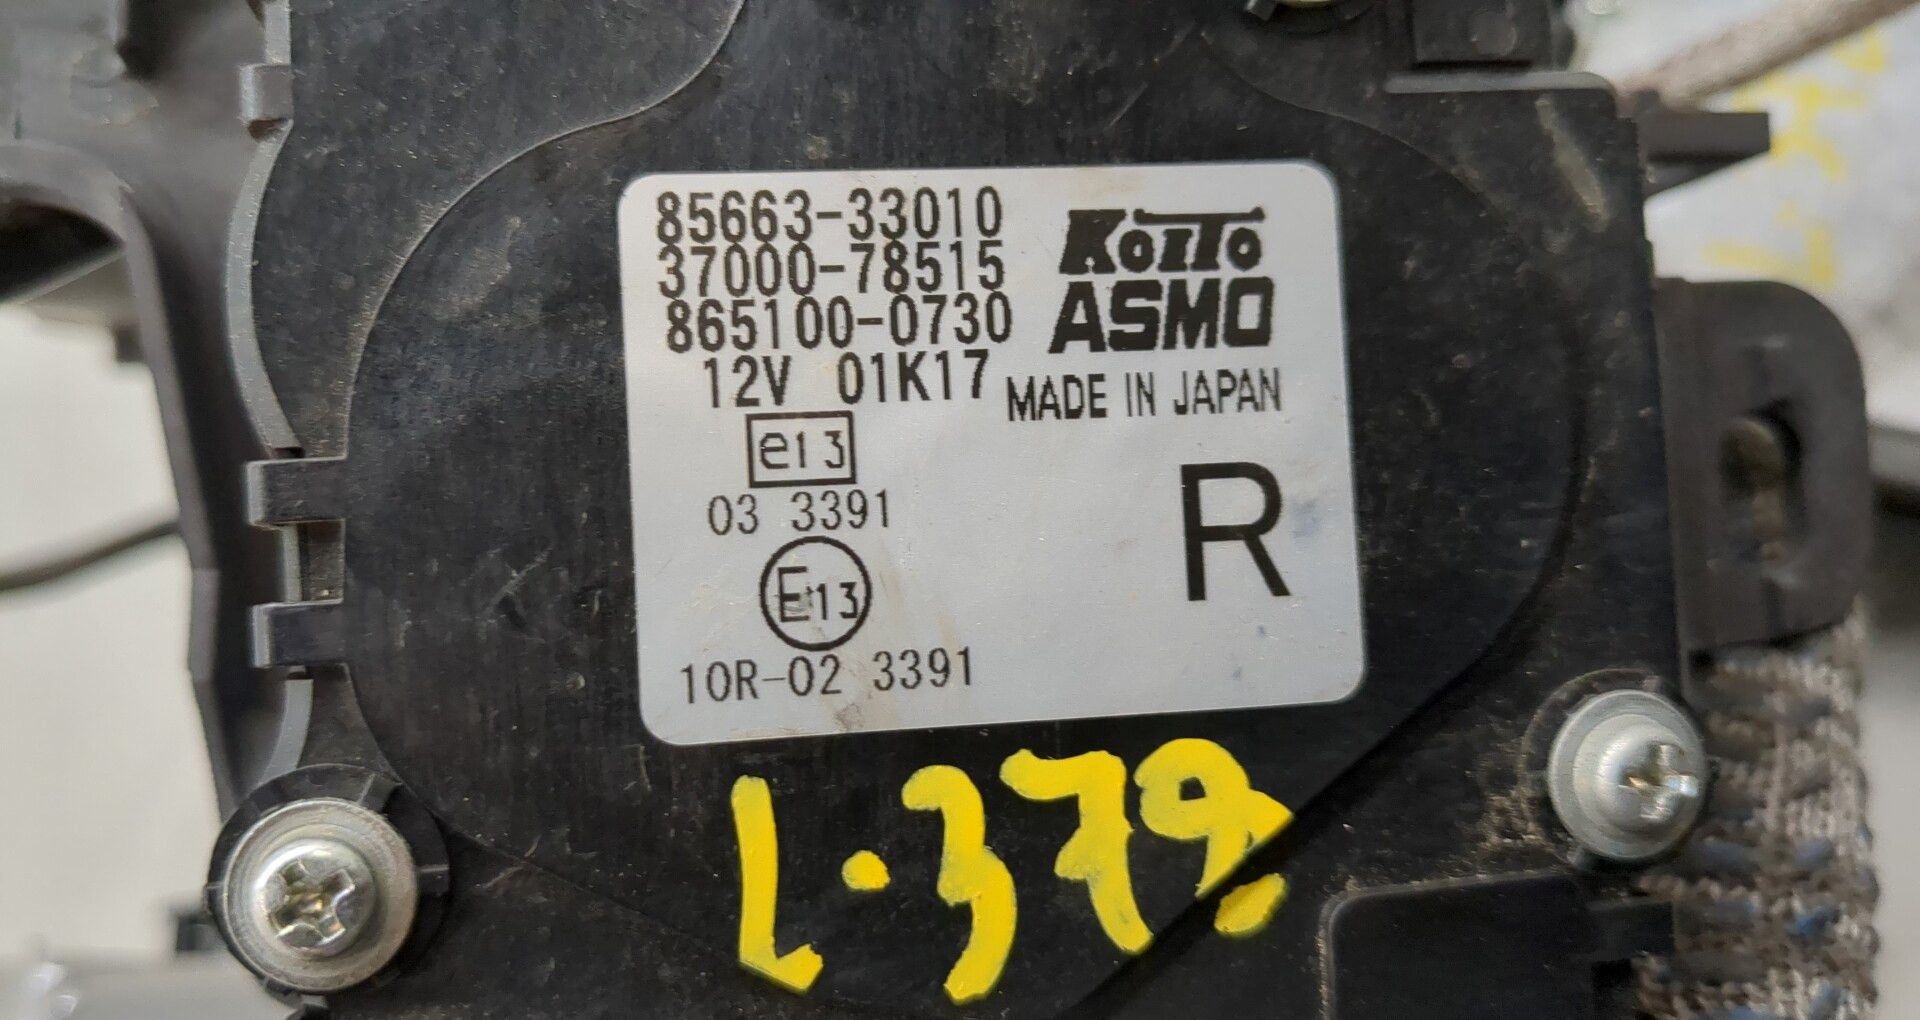 85663-33010
37000-78515
865100-0730
12V 01K17
KOITO
ASMO
MADE IN JAPAN
e13
03 3391
E13
10R-02 3391
R
L.379